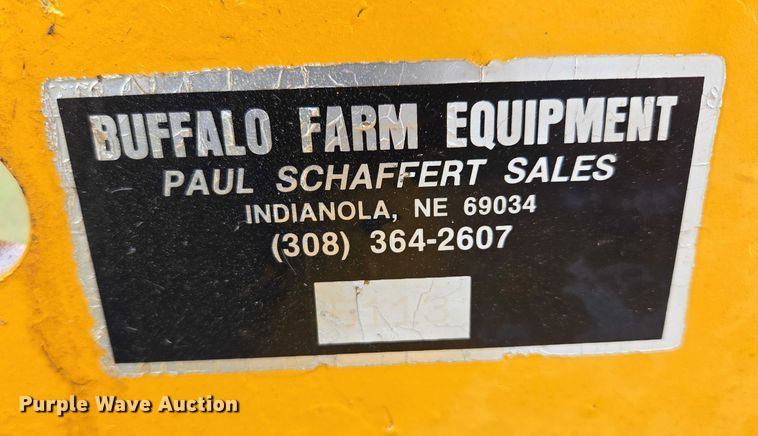 BUFFALO FARM EQUIPMENT
PAUL SCHAFFERT SALES
INDIANOLA, NE 69034
(308) 364-2607
Purple Wave Auction